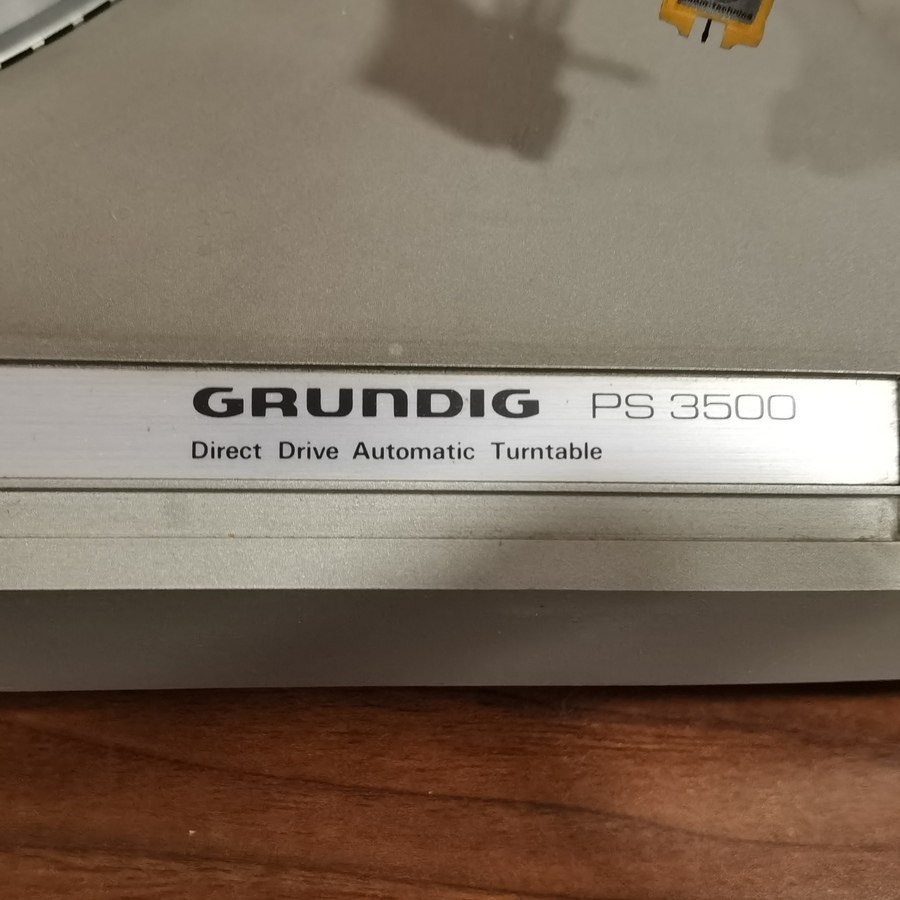 GRUNDIG PS 3500
Direct Drive Automatic Turntable